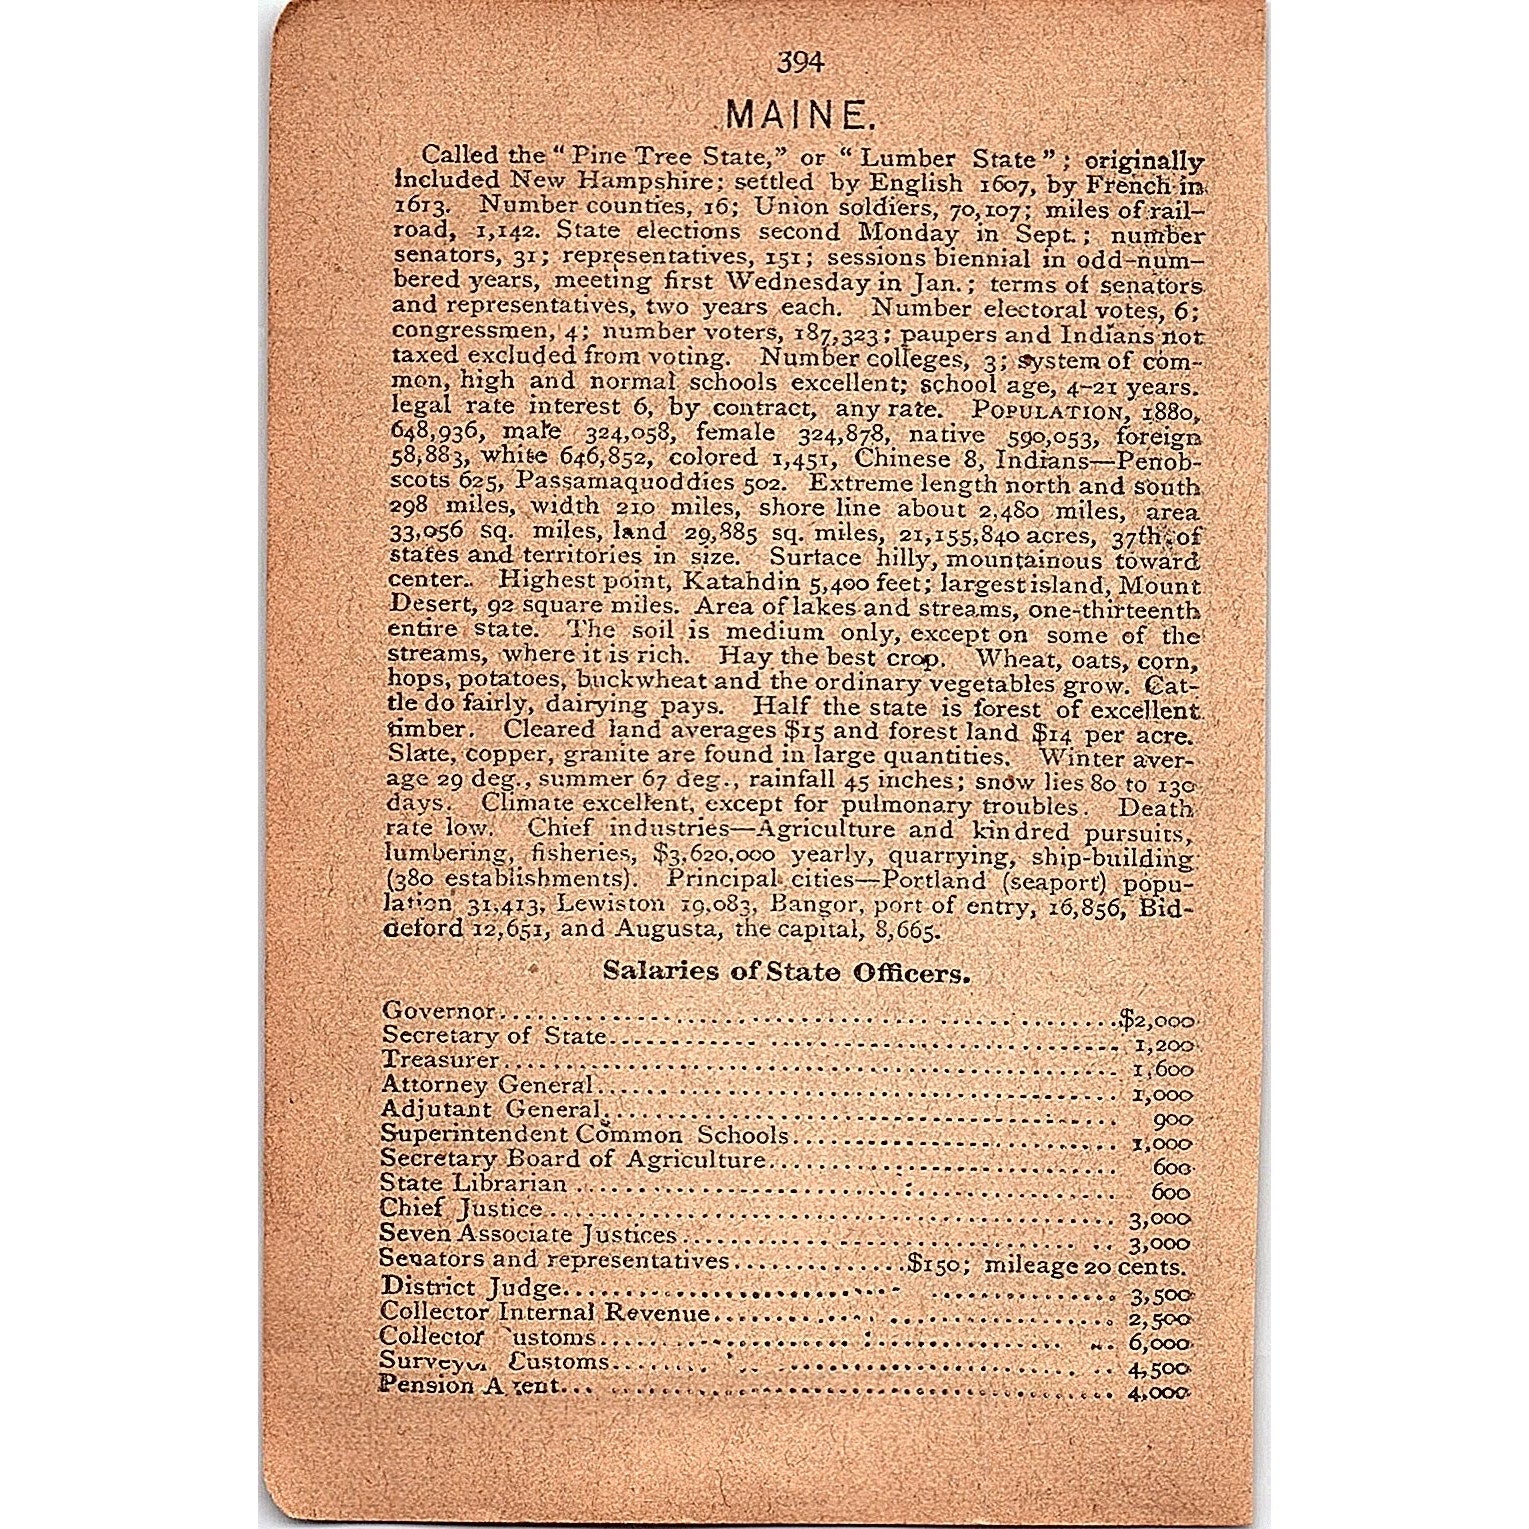 394
MAINE.
Called the "Pine Tree State," or "Lumber State"; originally
included New Hampshire; settled by English 1607, by French in
1613. Number counties, 16; Union soldiers, 70,107; miles of rail-
road, 1,142. State elections second Monday in Sept.; number
senators, 31; representatives, 151; sessions biennial in odd-num-
bered years, meeting first Wednesday in Jan.; terms of senators
and representatives, two years each. Number electoral votes, 6;
congressmen, 4; number voters, 187,323; paupers and Indians not
taxed excluded from voting. Number colleges, 3; system of com-
mon, high and normal schools excellent; school age, 4-21 years.
legal rate interest 6, by contract, any rate. POPULATION, 1880,
648,936, male 324,058, female 324,878, native 590,053, foreign
58,883, white 646,852, colored 1,451, Chinese 8, Indians—Penob-
scots 625, Passamaquoddies 502. Extreme length north and south
298 miles, width 210 miles, shore line about 2,480 miles, area
33,056 sq. miles, land 29,885 sq. miles, 21,155,840 acres, 37th of
states and territories in size. Surface hilly, mountainous toward
center. Highest point, Katahdin 5,400 feet; largest island, Mount
Desert, 92 square miles. Area of lakes and streams, one-thirteenth
entire state. The soil is medium only, except on some of the
streams, where it is rich. Hay the best crop. Wheat, oats, corn,
hops, potatoes, buckwheat and the ordinary vegetables grow. Cat-
tle do fairly, dairying pays. Half the state is forest of excellent
timber. Cleared land averages $15 and forest land $14 per acre.
Slate, copper, granite are found in large quantities. Winter aver-
age 29 deg., summer 67 deg., rainfall 45 inches; snow lies 80 to 130
days. Climate excellent, except for pulmonary troubles. Death
rate low. Chief industries—Agriculture and kindred pursuits,
lumbering, fisheries, $3,620,000 yearly, quarrying, ship-building
(380 establishments). Principal cities—Portland (seaport) popu-
lation 31,413, Lewiston 19,083, Bangor, port of entry, 16,856, Bid-
deford 12,651, and Augusta, the capital, 8,665.
Salaries of State Officers.
Governor.....$2,000
Secretary of State.....1,200
Treasurer.....1,600
Attorney General.....1,000
Adjutant General.....900
Superintendent Common Schools.....1,000
Secretary Board of Agriculture.....600
State Librarian.....600
Chief Justice.....3,000
Seven Associate Justices.....3,000
Senators and representatives.....$150; mileage 20 cents.
District Judge.....3,500
Collector Internal Revenue.....2,500
Collector Customs.....6,000
Surveyor Customs.....4,500
Pension Agent.....4,000